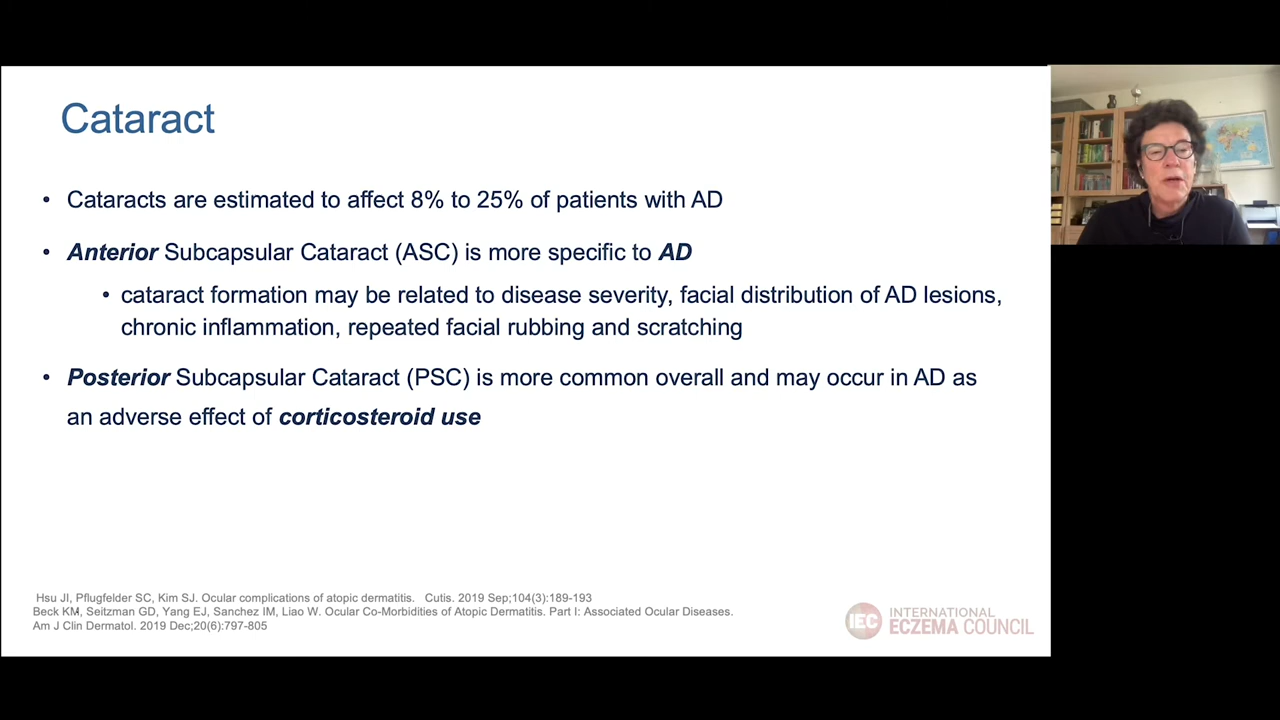 Cataract
• Cataracts are estimated to affect 8% to 25% of patients with AD
• Anterior Subcapsular Cataract (ASC) is more specific to AD
• cataract formation may be related to disease severity, facial distribution of AD lesions,
chronic inflammation, repeated facial rubbing and scratching
• Posterior Subcapsular Cataract (PSC) is more common overall and may occur in AD as
an adverse effect of corticosteroid use
Hsu JI, Pflugfelder SC, Kim SJ. Ocular complications of atopic dermatitis. Cutis. 2019 Sep;104(3):189-193
Beck KM, Seitzman GD, Yang EJ, Sanchez IM, Liao W. Ocular Co-Morbidities of Atopic Dermatitis. Part I: Associated Ocular Diseases.
Am J Clin Dermatol. 2019 Dec;20(6):797-805
IEC INTERNATIONAL
ECZEMA COUNCIL